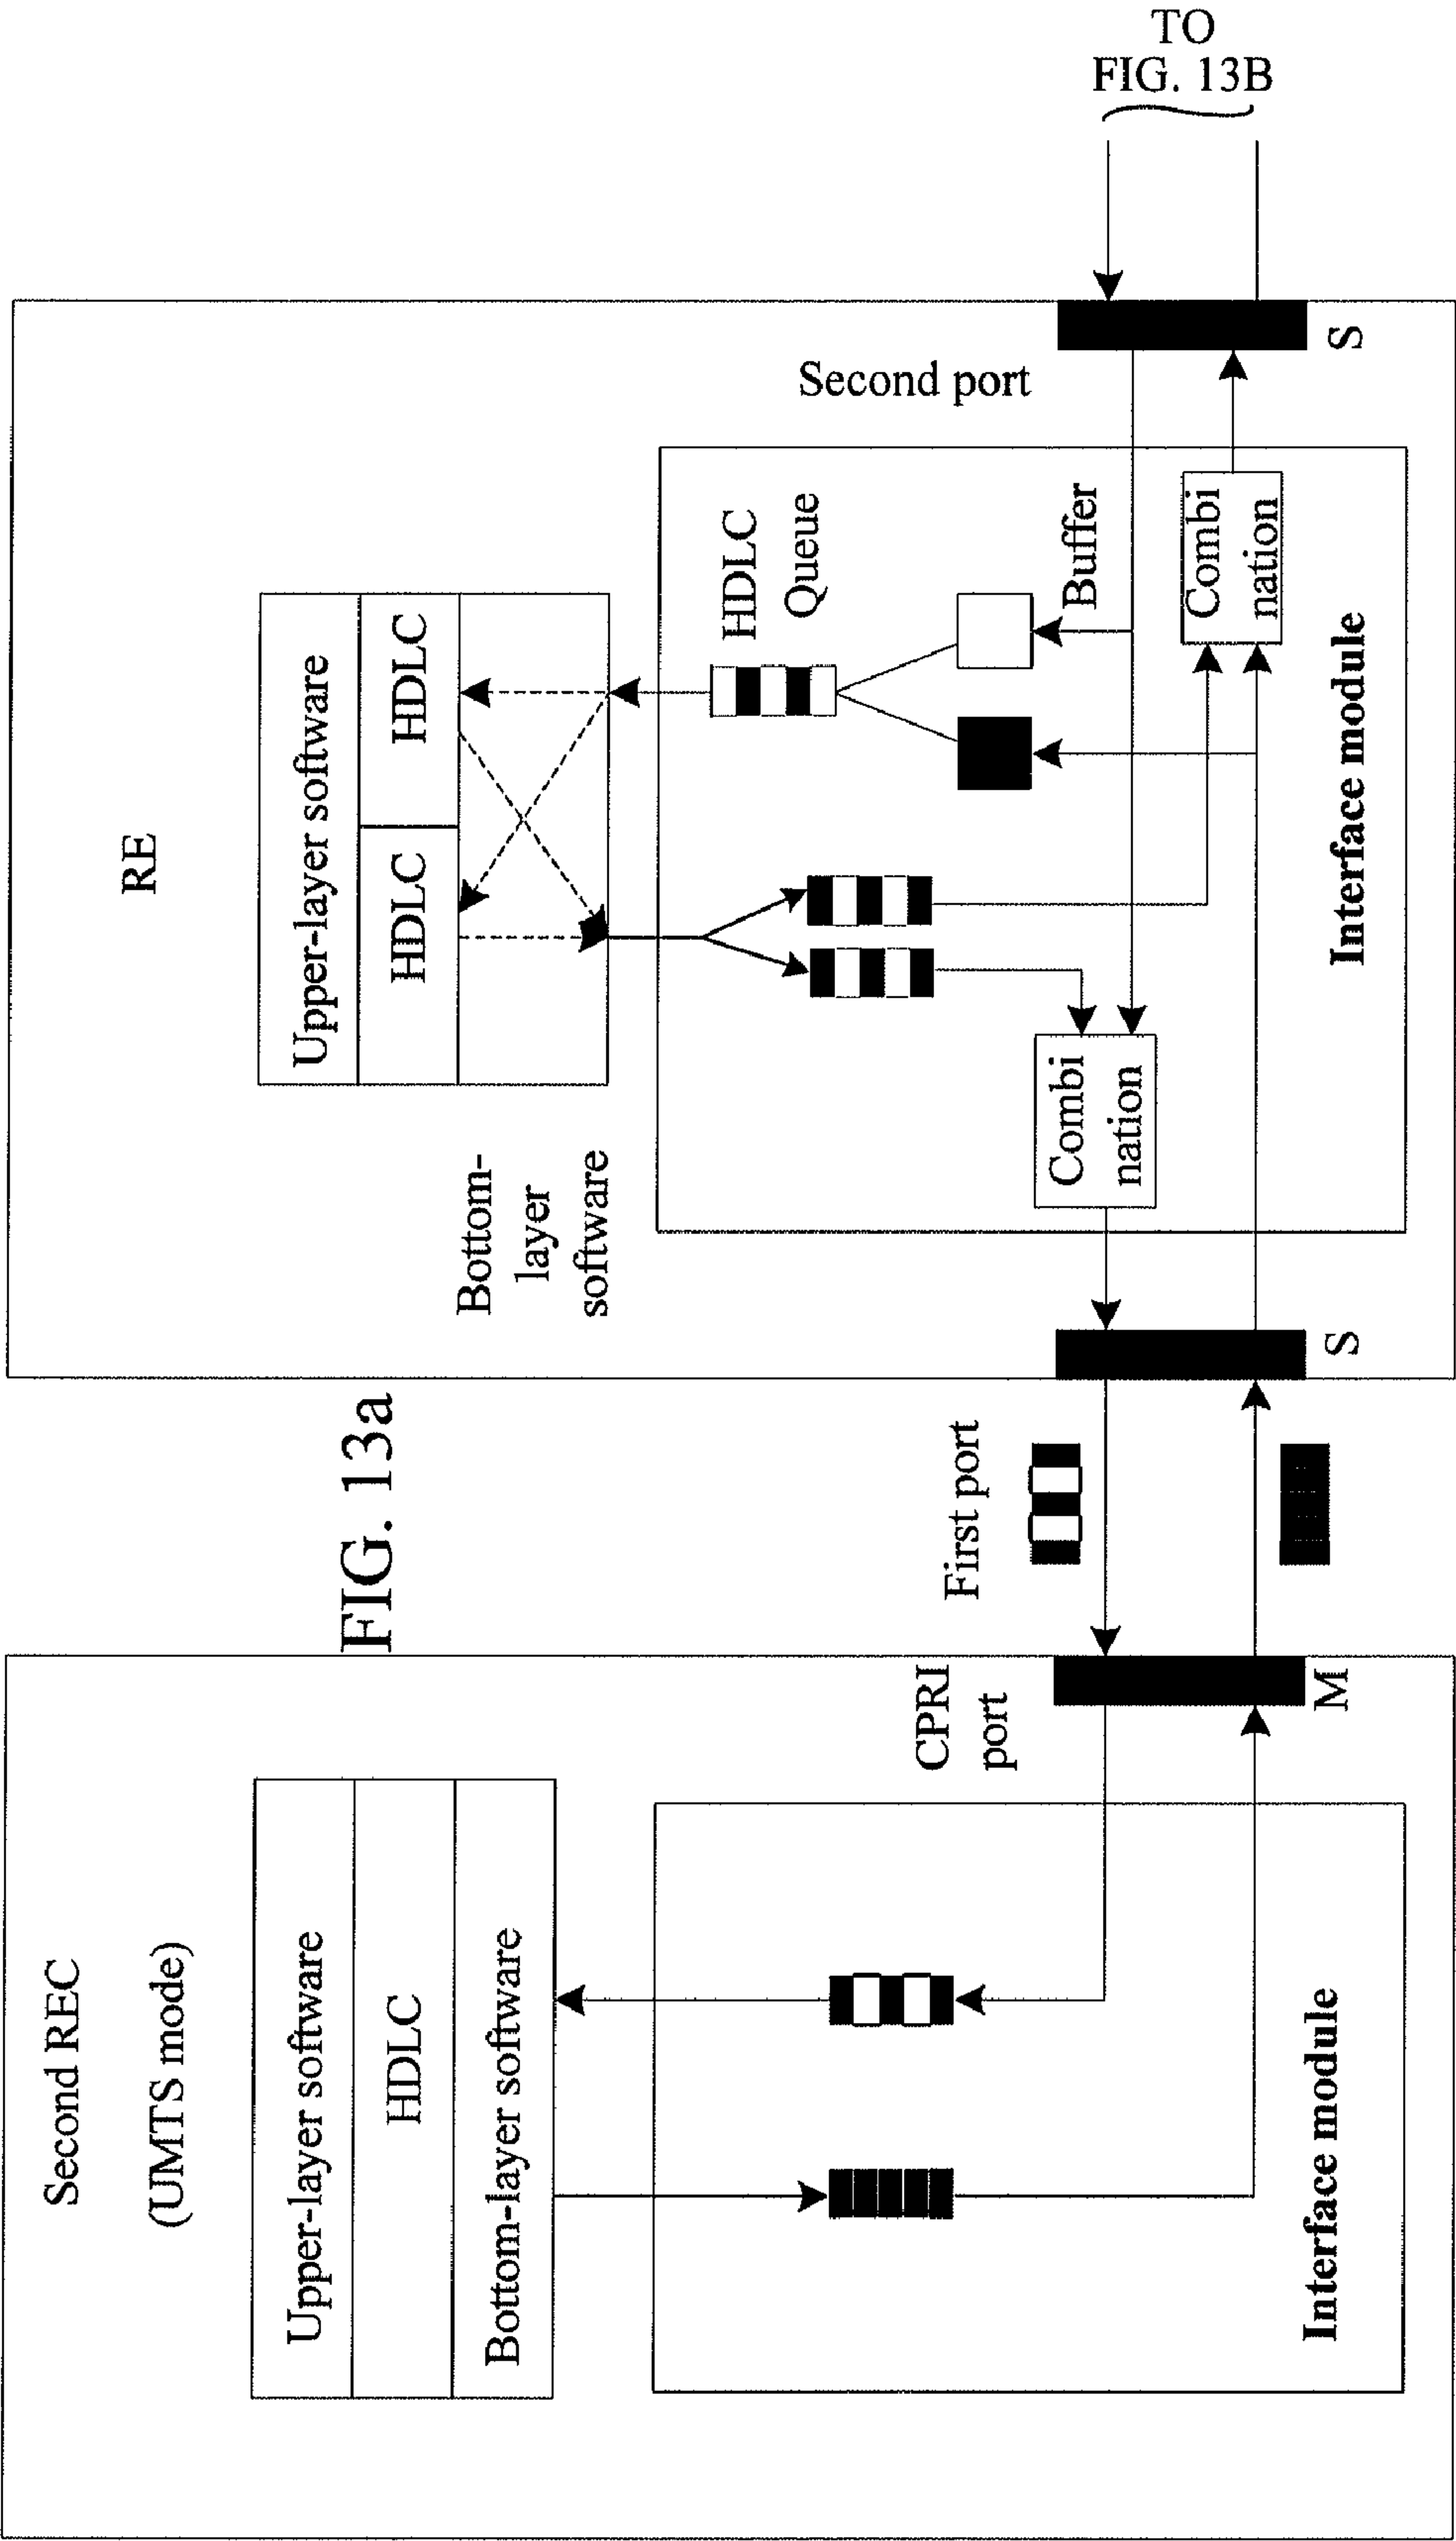 Second REC
(UMTS mode)
Upper-layer software
HDLC
Bottom-layer software
CPRI
port
M
Interface module
FIG. 13a
First port
RE
Upper-layer software
HDLC
HDLC
Bottom-
layer
software
HDLC
Queue
Buffer
Combi
nation
Combi
nation
Interface module
S
Second port
S
TO
FIG. 13B